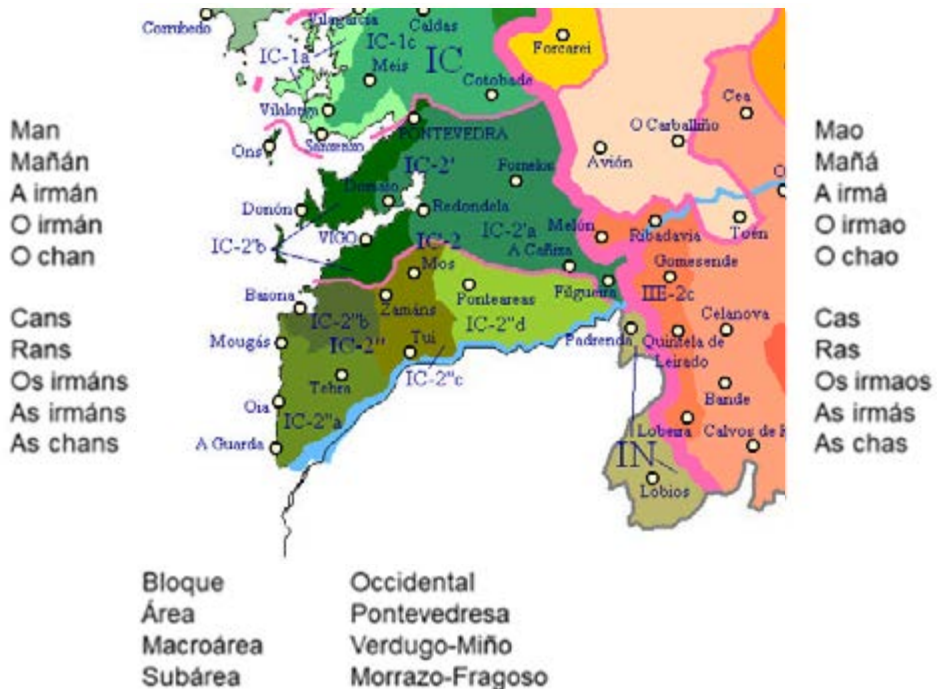 Man
Mañán
A irmán
O irmán
O chan
Cans
Rans
Os irmáns
As irmáns
As chans
Corrubedo
Vilagarcía
Caldas
IC-1a
IC-1c
IC
Meis
Forcarei
Cotobade
Cea
Vilalonga
Sanxenxo
PONTEVEDRA
O Carballiño
Ons
Avión
IC-2'
Fornelos
Domaio
Donón
Redondela
IC-2'b
VIGO
IC-2
IC-2'a
Melón
Ribadavia
Toén
A Cañiza
Mos
Gomesende
Baiona
Zamáns
Ponteareas
Filgueira
IIE-2c
IC-2"b
IC-2"d
Celanova
Mougás
IC-2"
Tui
Padrenda
Quintela de
Leirado
Tebra
IC-2"c
Bande
Oia
IC-2"a
A Guarda
Lobeira
Calvos de R
IN
Lobios
Mao
Mañá
A irmá
O irmao
O chao
Cas
Ras
Os irmaos
As irmás
As chas
Bloque Occidental
Área Pontevedresa
Macroárea Verdugo-Miño
Subárea Morrazo-Fragoso